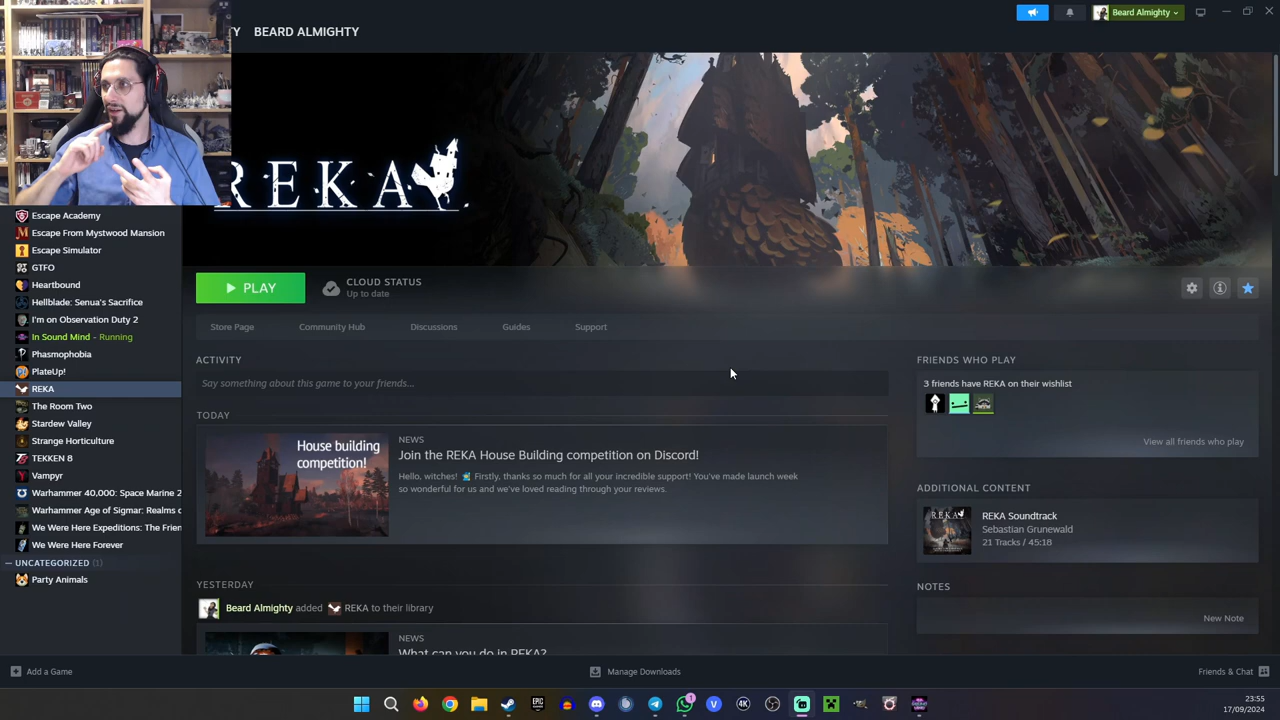 Y BEARD ALMIGHTY
Beard Almighty
REKA
Escape Academy
Escape From Mystwood Mansion
Escape Simulator
GTFO
Heartbound
Hellblade: Senua's Sacrifice
I'm on Observation Duty 2
In Sound Mind - Running
Phasmophobia
PlateUp!
REKA
The Room Two
Stardew Valley
Strange Horticulture
TEKKEN 8
Vampyr
Warhammer 40,000: Space Marine 2
Warhammer Age of Sigmar: Realms o
We Were Here Expeditions: The Frien
We Were Here Forever
— UNCATEGORIZED (1)
Party Animals
PLAY
CLOUD STATUS
Up to date
Store Page
Community Hub
Discussions
Guides
Support
ACTIVITY
Say something about this game to your friends...
TODAY
House building
competition!
NEWS
Join the REKA House Building competition on Discord!
Hello, witches! Firstly, thanks so much for all your incredible support! You've made launch week
so wonderful for us and we've loved reading through your reviews.
YESTERDAY
Beard Almighty added REKA to their library
NEWS
What can you do in REKA?
FRIENDS WHO PLAY
3 friends have REKA on their wishlist
View all friends who play
ADDITIONAL CONTENT
REKA
REKA Soundtrack
Sebastian Grunewald
21 Tracks / 45:18
NOTES
New Note
Add a Game
Manage Downloads
Friends & Chat
EPIC
1
V
4K
23:55
17/09/2024